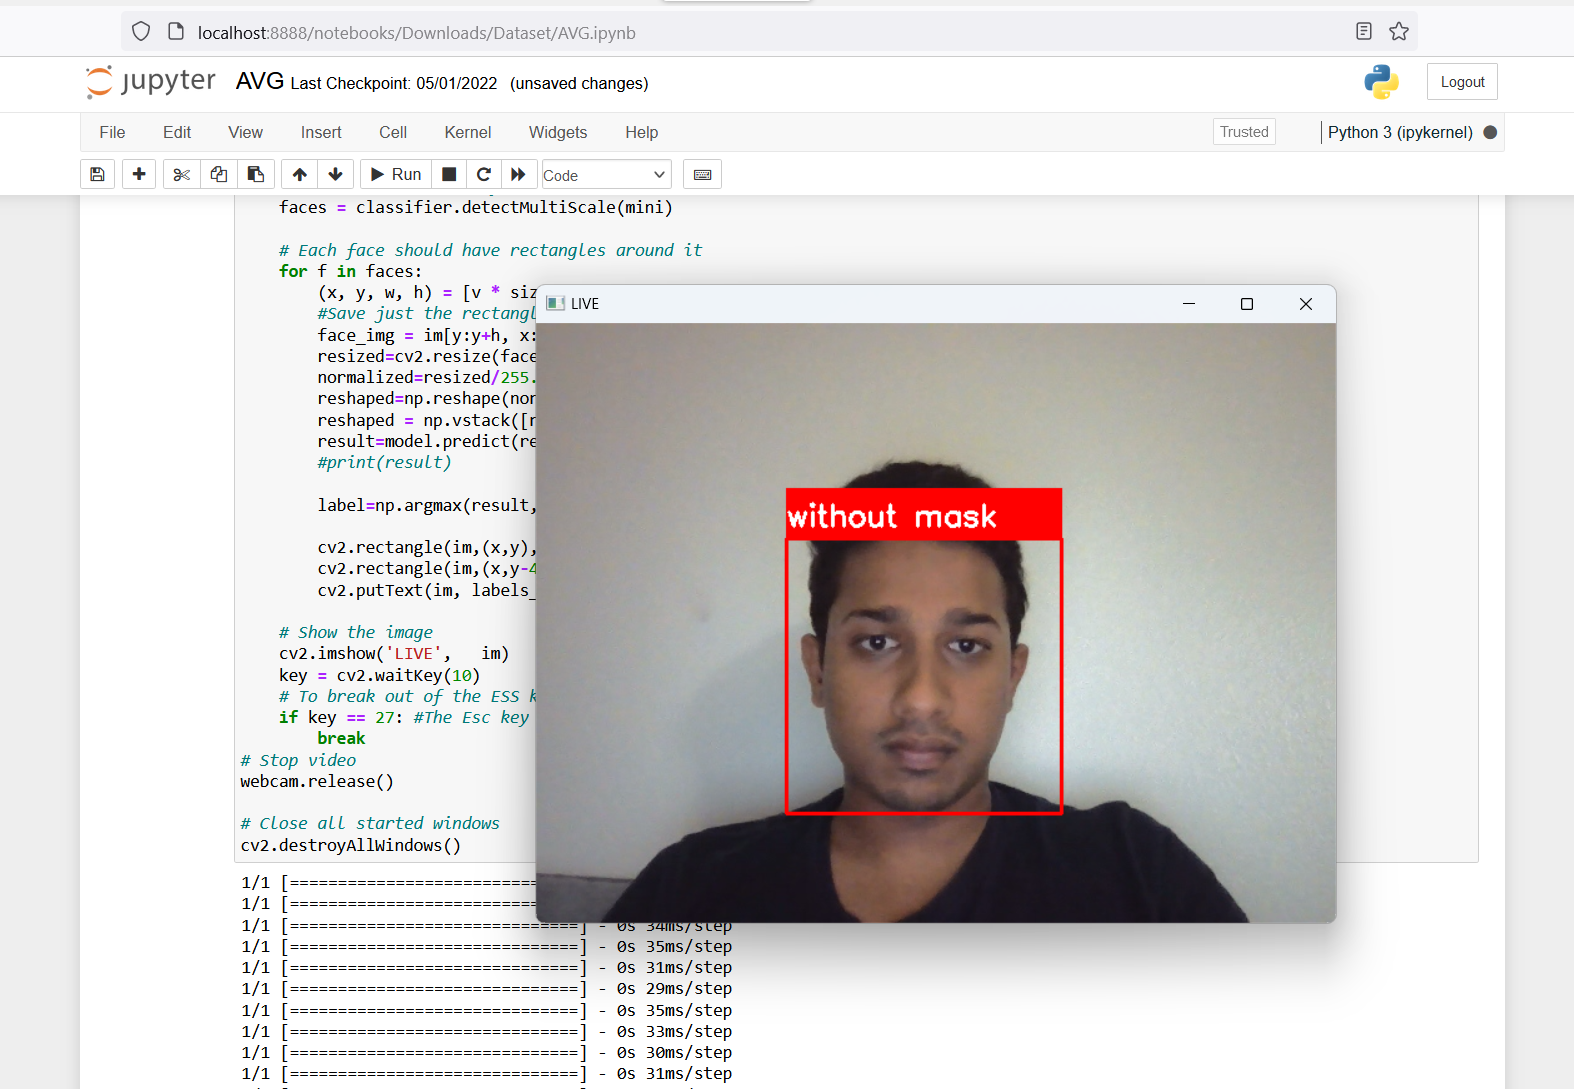 localhost:8888/notebooks/Downloads/Dataset/AVG.ipynb
jupyter AVG Last Checkpoint: 05/01/2022 (unsaved changes)
Logout
File Edit View Insert Cell Kernel Widgets Help
Trusted
Python 3 (ipykernel)
Run
Code
faces = classifier.detectMultiScale(mini)
# Each face should have rectangles around it
for f in faces:
(x, y, w, h) = [v * siz
#Save just the rectangl
face_img = im[y:y+h, x:
resized=cv2.resize(face
normalized=resized/255.
reshaped=np.reshape(nor
reshaped = np.vstack([r
result=model.predict(re
#print(result)
label=np.argmax(result,
cv2.rectangle(im,(x,y),
cv2.rectangle(im,(x,y-4
cv2.putText(im, labels_
# Show the image
cv2.imshow('LIVE', im)
key = cv2.waitKey(10)
# To break out of the ESS k
if key == 27: #The Esc key
break
# Stop video
webcam.release()
# Close all started windows
cv2.destroyAllWindows()
LIVE
without mask
1/1 [==========================
1/1 [==========================
1/1 [==============================] - 0s 34ms/step
1/1 [==============================] - 0s 35ms/step
1/1 [==============================] - 0s 31ms/step
1/1 [==============================] - 0s 29ms/step
1/1 [==============================] - 0s 35ms/step
1/1 [==============================] - 0s 33ms/step
1/1 [==============================] - 0s 30ms/step
1/1 [==============================] - 0s 31ms/step